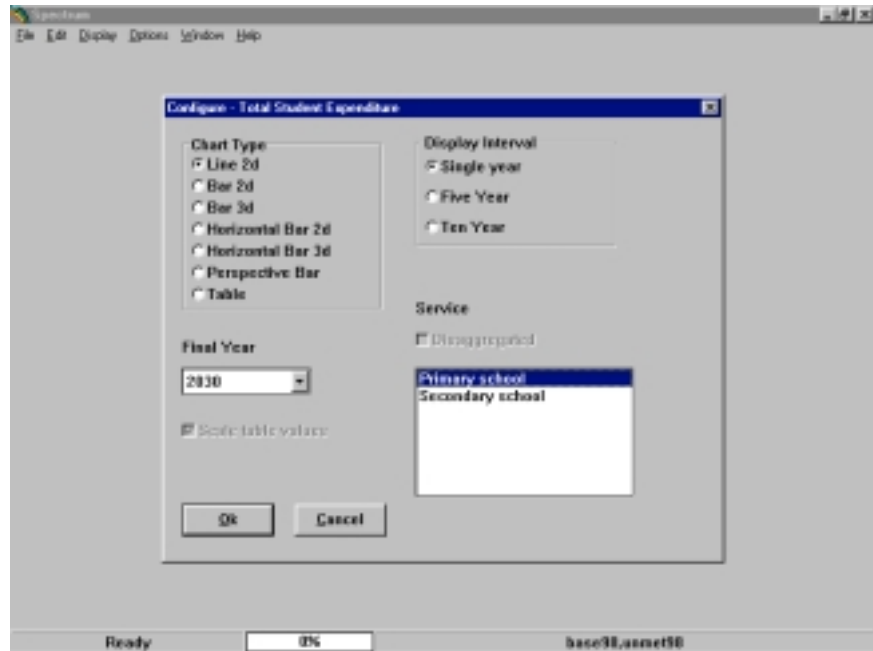 Spectrum
File Edit Display Options Window Help
Configure - Total Student Expenditure
Chart Type
Line 2d
Bar 2d
Bar 3d
Horizontal Bar 2d
Horizontal Bar 3d
Perspective Bar
Table
Display Interval
Single year
Five Year
Ten Year
Final Year
2030
Scale table values
Service
Disaggregated
Primary school
Secondary school
Ok Cancel
Ready 0% base98,unmet98